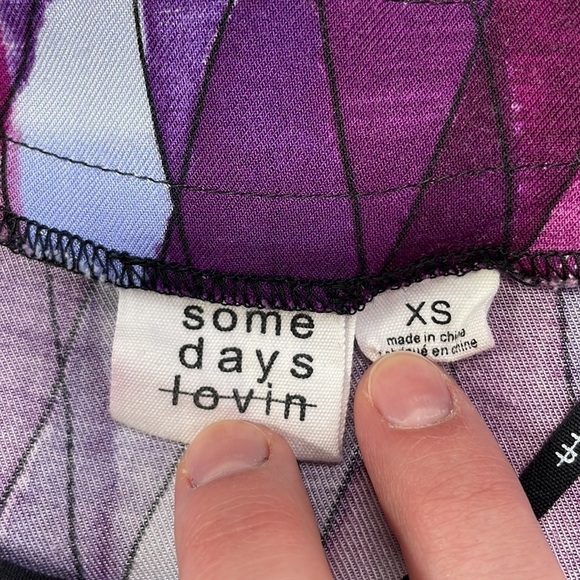 some
days
lovin
XS
made in china
fabriqué en chine